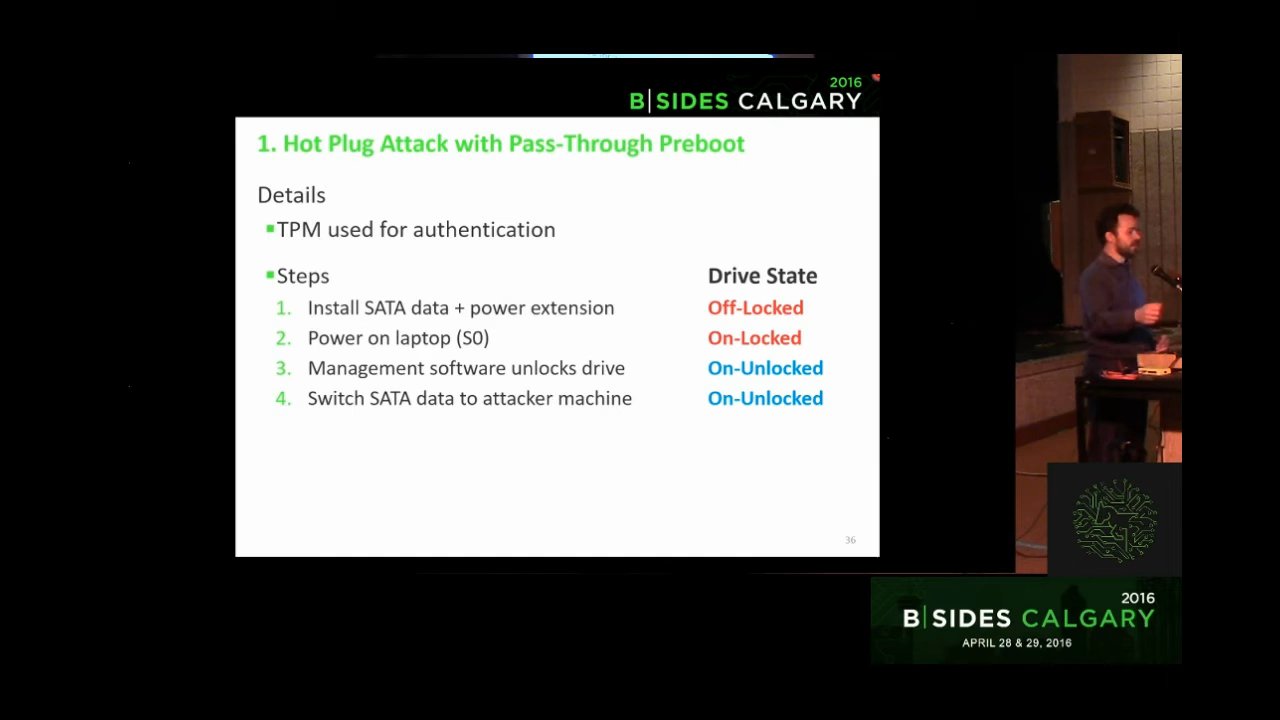 2016
B|SIDES CALGARY
1. Hot Plug Attack with Pass-Through Preboot
Details
▪TPM used for authentication
▪Steps Drive State
1. Install SATA data + power extension Off-Locked
2. Power on laptop (S0) On-Locked
3. Management software unlocks drive On-Unlocked
4. Switch SATA data to attacker machine On-Unlocked
36
2016
B|SIDES CALGARY
APRIL 28 & 29, 2016